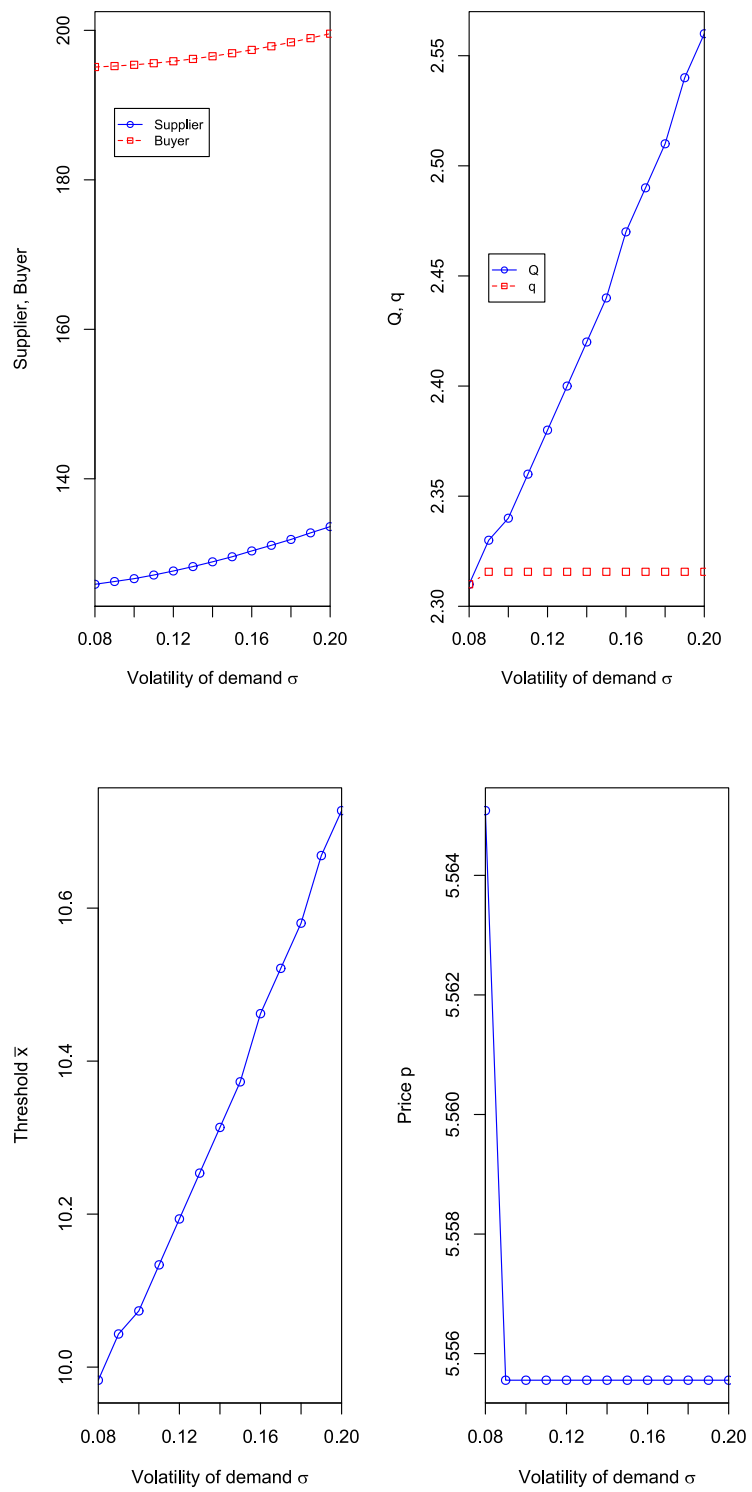 Supplier, Buyer
200
180
160
140
Supplier
Buyer
0.08 0.12 0.16 0.20
Volatility of demand σ
Q, q
2.55
2.50
2.45
2.40
2.35
2.30
Q
q
0.08 0.12 0.16 0.20
Volatility of demand σ
Threshold x̄
10.6
10.4
10.2
10.0
0.08 0.12 0.16 0.20
Volatility of demand σ
Price p
5.564
5.562
5.560
5.558
5.556
0.08 0.12 0.16 0.20
Volatility of demand σ